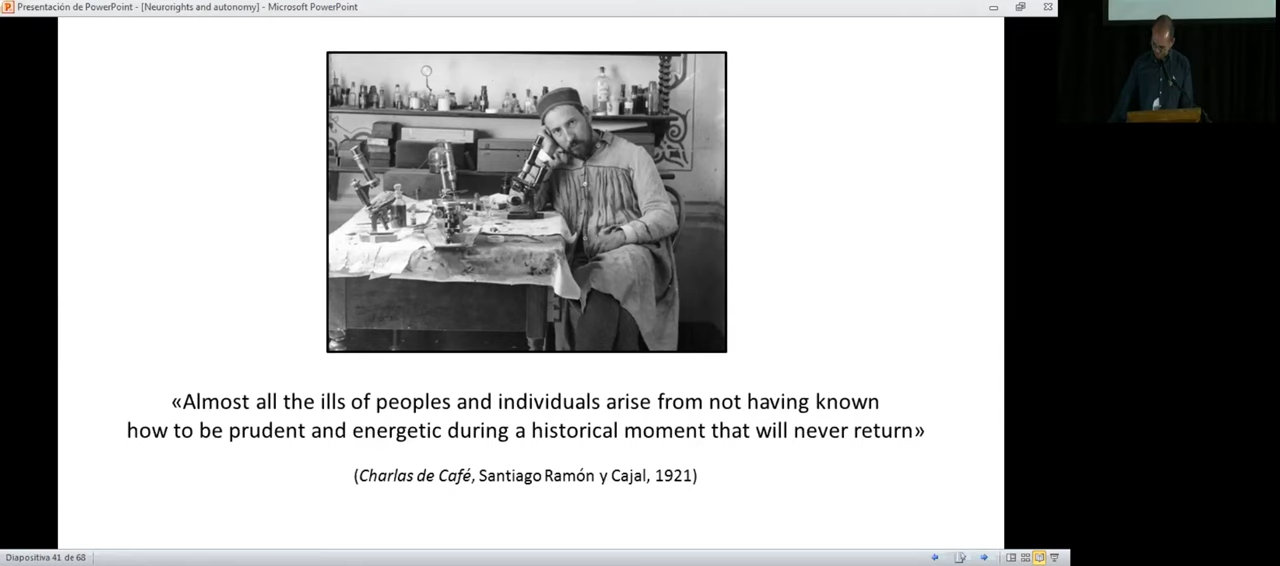 Presentación de PowerPoint - [Neurorights and autonomy] - Microsoft PowerPoint
«Almost all the ills of peoples and individuals arise from not having known
how to be prudent and energetic during a historical moment that will never return»
(Charlas de Café, Santiago Ramón y Cajal, 1921)
Diapositiva 41 de 68